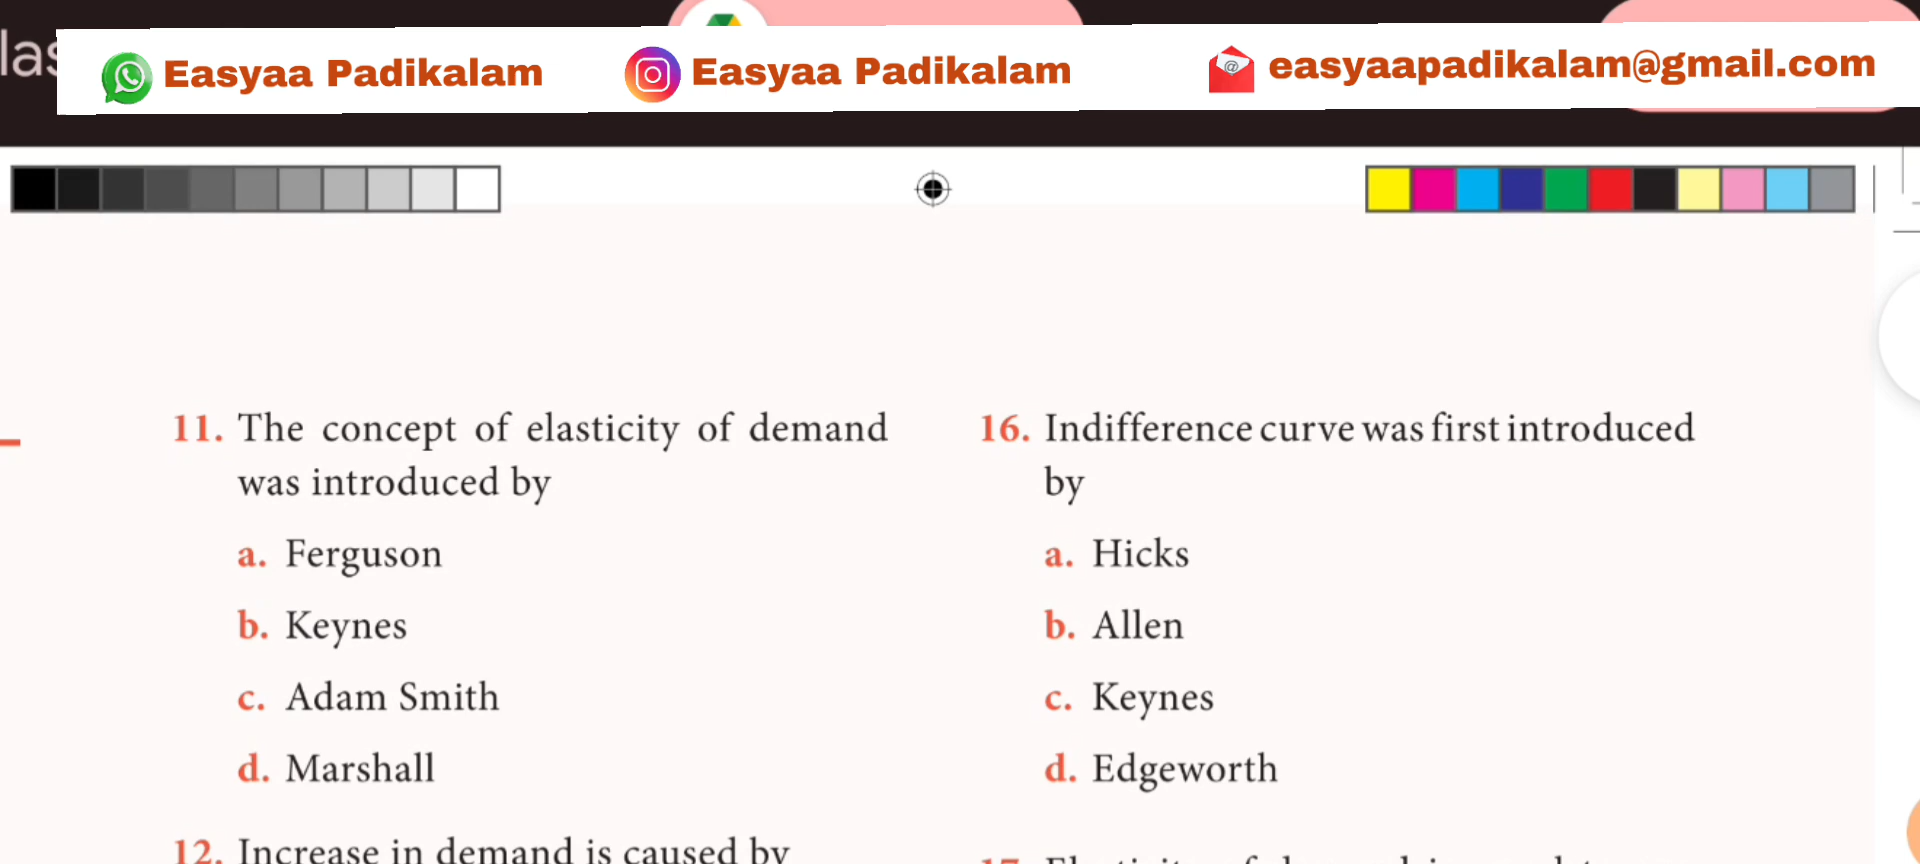 las
Easyaa Padikalam
Easyaa Padikalam
easyaapadikalam@gmail.com
11. The concept of elasticity of demand
was introduced by
a. Ferguson
b. Keynes
c. Adam Smith
d. Marshall
12. Increase in demand is caused by
16. Indifference curve was first introduced
by
a. Hicks
b. Allen
c. Keynes
d. Edgeworth